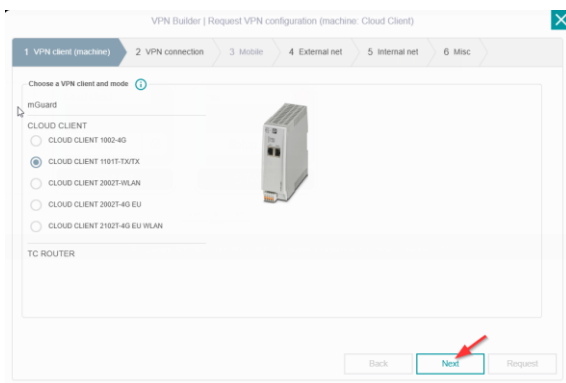 VPN Builder | Request VPN configuration (machine: Cloud Client)
1 VPN client (machine) 2 VPN connection 3 Mobile 4 External net 5 Internal net 6 Misc
Choose a VPN client and mode
mGuard
CLOUD CLIENT
CLOUD CLIENT 1002-4G
CLOUD CLIENT 1101T-TX/TX
CLOUD CLIENT 2002T-WLAN
CLOUD CLIENT 2002T-4G EU
CLOUD CLIENT 2102T-4G EU WLAN
TC ROUTER
Back Next Request